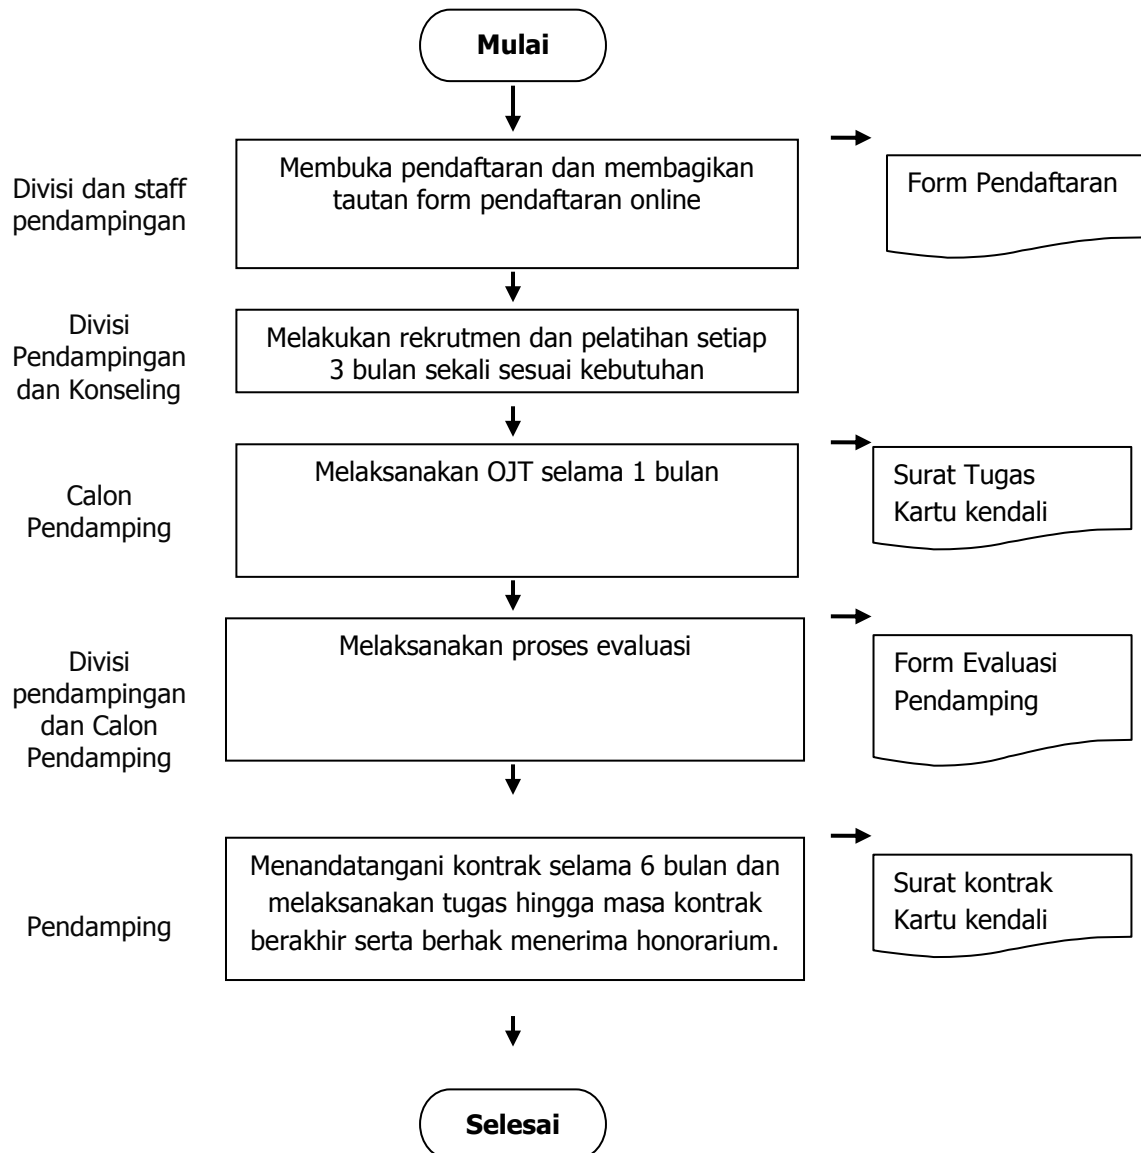 Mulai
Divisi dan staff
pendampingan
Membuka pendaftaran dan membagikan
tautan form pendaftaran online
Form Pendaftaran
Divisi
Pendampingan
dan Konseling
Melakukan rekrutmen dan pelatihan setiap
3 bulan sekali sesuai kebutuhan
Calon
Pendamping
Melaksanakan OJT selama 1 bulan
Surat Tugas
Kartu kendali
Divisi
pendampingan
dan Calon
Pendamping
Melaksanakan proses evaluasi
Form Evaluasi
Pendamping
Pendamping
Menandatangani kontrak selama 6 bulan dan
melaksanakan tugas hingga masa kontrak
berakhir serta berhak menerima honorarium.
Surat kontrak
Kartu kendali
Selesai